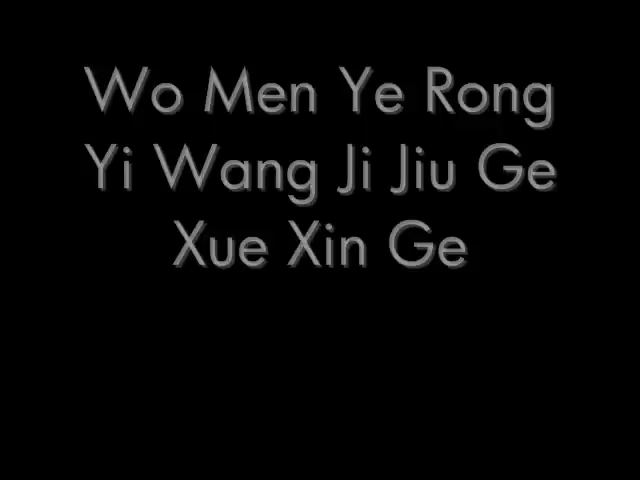 Wo Men Ye Rong
Yi Wang Ji Jiu Ge
Xue Xin Ge